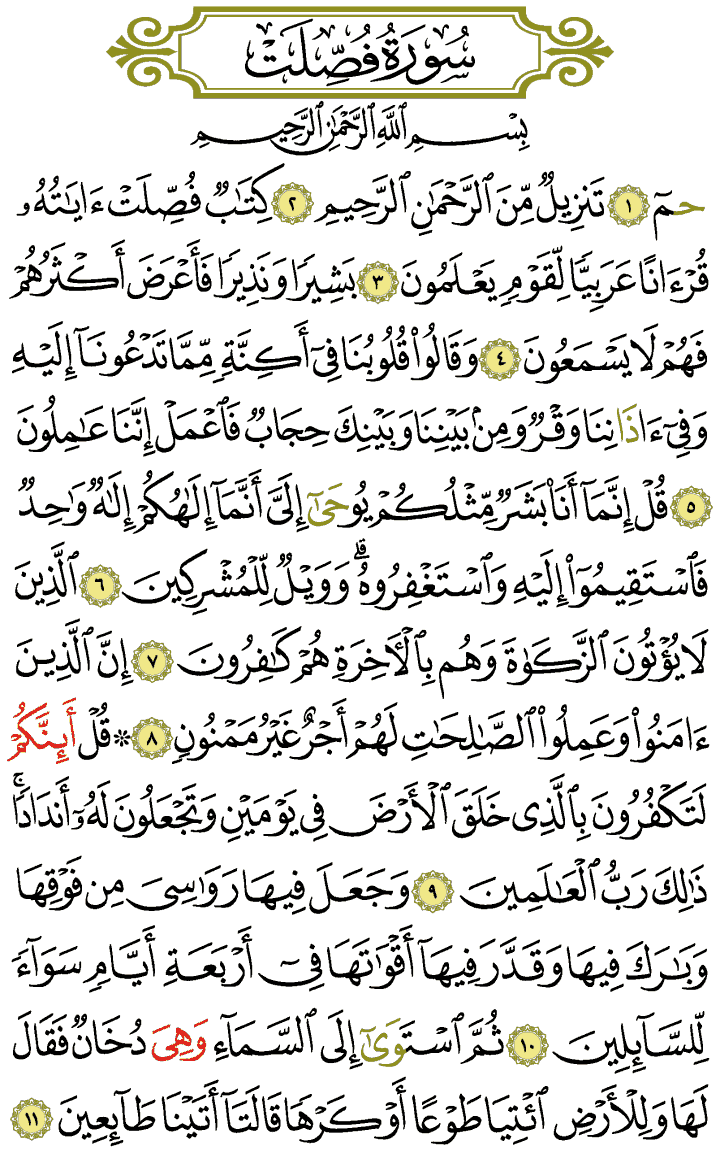 سُورَةُ فُصِّلَتْ
بِسْمِ ٱللَّهِ ٱلرَّحْمَٰنِ ٱلرَّحِيمِ
حمٓ ١ تَنزِيلٌ مِّنَ ٱلرَّحْمَٰنِ ٱلرَّحِيمِ ٢ كِتَٰبٌ فُصِّلَتْ ءَايَٰتُهُۥ
قُرْءَانًا عَرَبِيًّا لِّقَوْمٍ يَعْلَمُونَ ٣ بَشِيرًا وَنَذِيرًا فَأَعْرَضَ أَكْثَرُهُمْ
فَهُمْ لَا يَسْمَعُونَ ٤ وَقَالُوا۟ قُلُوبُنَا فِىٓ أَكِنَّةٍ مِّمَّا تَدْعُونَآ إِلَيْهِ
وَفِىٓ ءَاذَانِنَا وَقْرٌ وَمِنۢ بَيْنِنَا وَبَيْنِكَ حِجَابٌ فَٱعْمَلْ إِنَّنَا عَٰمِلُونَ
٥ قُلْ إِنَّمَآ أَنَا۠ بَشَرٌ مِّثْلُكُمْ يُوحَىٰٓ إِلَىَّ أَنَّمَآ إِلَٰهُكُمْ إِلَٰهٌ وَٰحِدٌ
فَٱسْتَقِيمُوٓا۟ إِلَيْهِ وَٱسْتَغْفِرُوهُ ۗ وَوَيْلٌ لِّلْمُشْرِكِينَ ٦ ٱلَّذِينَ
لَا يُؤْتُونَ ٱلزَّكَوٰةَ وَهُم بِٱلْأَخِرَةِ هُمْ كَٰفِرُونَ ٧ إِنَّ ٱلَّذِينَ
ءَامَنُوا۟ وَعَمِلُوا۟ ٱلصَّٰلِحَٰتِ لَهُمْ أَجْرٌ غَيْرُ مَمْنُونٍ ٨ ۞ قُلْ أَئِنَّكُمْ
لَتَكْفُرُونَ بِٱلَّذِى خَلَقَ ٱلْأَرْضَ فِى يَوْمَيْنِ وَتَجْعَلُونَ لَهُۥٓ أَندَادًا ۚ
ذَٰلِكَ رَبُّ ٱلْعَٰلَمِينَ ٩ وَجَعَلَ فِيهَا رَوَٰسِىَ مِن فَوْقِهَا
وَبَٰرَكَ فِيهَا وَقَدَّرَ فِيهَآ أَقْوَٰتَهَا فِىٓ أَرْبَعَةِ أَيَّامٍ سَوَآءً
لِّلسَّآئِلِينَ ١٠ ثُمَّ ٱسْتَوَىٰٓ إِلَى ٱلسَّمَآءِ وَهِىَ دُخَانٌ فَقَالَ
لَهَا وَلِلْأَرْضِ ٱئْتِيَا طَوْعًا أَوْ كَرْهًا قَالَتَآ أَتَيْنَا طَآئِعِينَ ١١